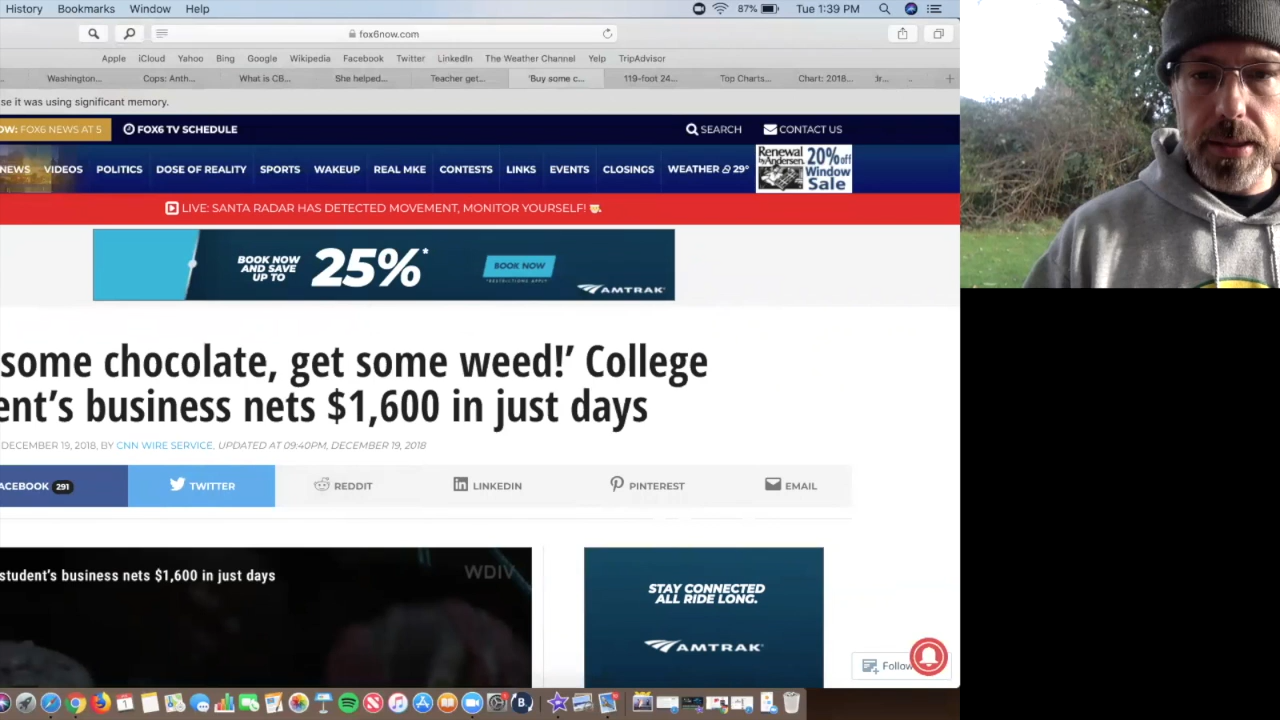 History Bookmarks Window Help 87% Tue 1:39 PM
fox6now.com
Apple iCloud Yahoo Bing Google Wikipedia Facebook Twitter LinkedIn The Weather Channel Yelp TripAdvisor
Washington... Cops: Anth... What is CB... She helped... Teacher get... 'Buy some c... 119-foot 24... Top Charts... Chart: 2018...
se it was using significant memory.
OW: FOX6 NEWS AT 5 FOX6 TV SCHEDULE SEARCH CONTACT US
NEWS VIDEOS POLITICS DOSE OF REALITY SPORTS WAKEUP REAL MKE CONTESTS LINKS EVENTS CLOSINGS WEATHER 29°
Renewal by Andersen. 20% off Window Sale
LIVE: SANTA RADAR HAS DETECTED MOVEMENT, MONITOR YOURSELF!
BOOK NOW
AND SAVE
UP TO
25%*
BOOK NOW
*RESTRICTIONS APPLY
AMTRAK
some chocolate, get some weed!’ College
ent’s business nets $1,600 in just days
DECEMBER 19, 2018, BY CNN WIRE SERVICE, UPDATED AT 09:40PM, DECEMBER 19, 2018
ACEBOOK 291 TWITTER REDDIT LINKEDIN PINTEREST EMAIL
student’s business nets $1,600 in just days
WDIV
STAY CONNECTED
ALL RIDE LONG.
AMTRAK
Follow